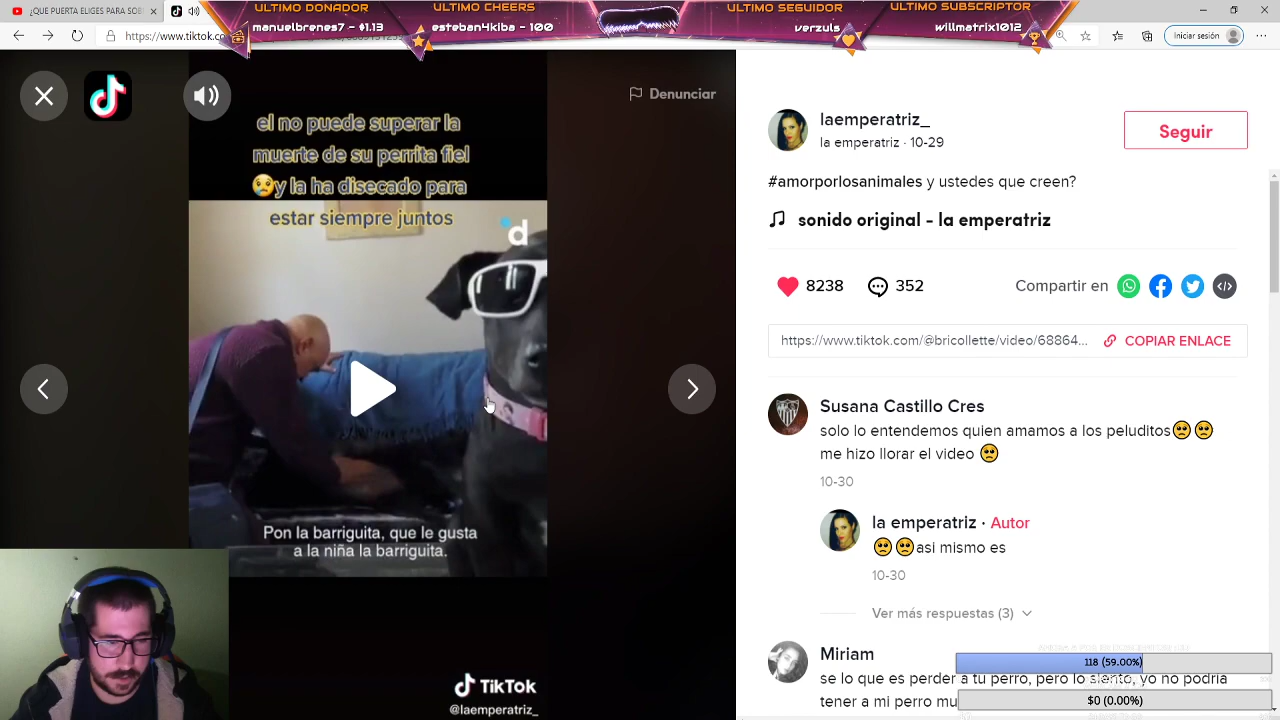 ULTIMO DONADOR
manuelbrenes7 - $1.13
ULTIMO CHEERS
esteban4kiba - 100
ULTIMO SEGUIDOR
verzuls
ULTIMO SUBSCRIPTOR
willmatrix1012
¿QUE PUERTA ELIGES PARA SOB
https://www.tiktok.co
Iniciar sesión
Denunciar
el no puede superar la
muerte de su perrita fiel
😢y la ha disecado para
estar siempre juntos
d
Pon la barriguita, que le gusta
a la niña la barriguita.
TikTok
@laemperatriz_
laemperatriz_
la emperatriz · 10-29
Seguir
#amorporlosanimales y ustedes que creen?
sonido original - la emperatriz
8238
352
Compartir en
https://www.tiktok.com/@bricollette/video/68864...
COPIAR ENLACE
Susana Castillo Cres
solo lo entendemos quien amamos a los peluditos🥺🥺
me hizo llorar el video 🥺
10-30
la emperatriz · Autor
🥺🥺asi mismo es
10-30
Ver más respuestas (3)
Miriam
se lo que es perder a tu perro, pero lo siento, yo no podria
tener a mi perro mu
118 (59.00%)
$0 (0.00%)